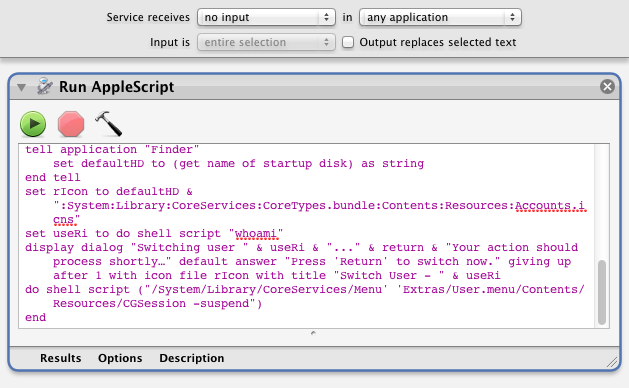 Service receives no input in any application
Input is entire selection Output replaces selected text
Run AppleScript
tell application "Finder"
set defaultHD to (get name of startup disk) as string
end tell
set rIcon to defaultHD &
":System:Library:CoreServices:CoreTypes.bundle:Contents:Resources:Accounts.i
cns"
set useRi to do shell script "whoami"
display dialog "Switching user " & useRi & "..." & return & "Your action should
process shortly…" default answer "Press 'Return' to switch now." giving up
after 1 with icon file rIcon with title "Switch User - " & useRi
do shell script ("/System/Library/CoreServices/Menu' 'Extras/User.menu/Contents/
Resources/CGSession -suspend")
end
Results Options Description